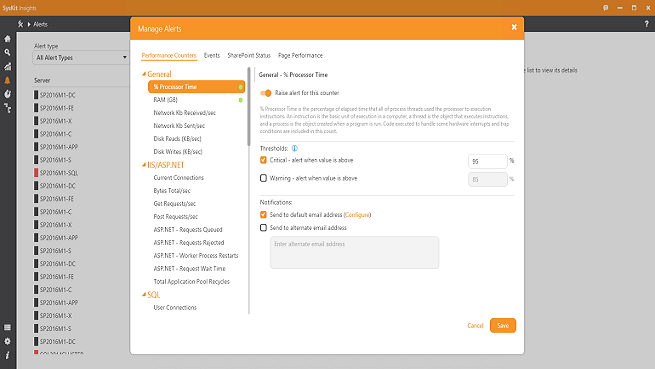 SysKit Insights
Alerts
?
Alert type
All Alert Types
Server
SP2016M1-DC
SP2016M1-FE
SP2016M1-X
SP2016M1-C
SP2016M1-APP
SP2016M1-S
SP2016M1-SQL
SP2016M1-DC
SP2016M1-FE
SP2016M1-C
SP2016M1-X
SP2016M1-APP
SP2016M1-S
SP2016M1-DC
SP2016M1-FE
SP2016M1-C
SP2016M1-APP
SP2016M1-X
SP2016M1-S
SP2016M1-DC
list to view its details
Manage Alerts
Performance Counters
Events
SharePoint Status
Page Performance
General
% Processor Time
RAM (GB)
Network Kb Received/sec
Network Kb Sent/sec
Disk Reads (KB/sec)
Disk Writes (KB/sec)
IIS/ASP.NET
Current Connections
Bytes Total/sec
Get Requests/sec
Post Requests/sec
ASP.NET - Requests Queued
ASP.NET - Requests Rejected
ASP.NET - Worker Process Restarts
ASP.NET - Request Wait Time
Total Application Pool Recycles
SQL
User Connections
General - % Processor Time
Raise alert for this counter
% Processor Time is the percentage of elapsed time that all of process threads used the processor to execution
instructions. An instruction is the basic unit of execution in a computer, a thread is the object that executes instructions,
and a process is the object created when a program is run. Code executed to handle some hardware interrupts and trap
conditions are included in this count.
Thresholds:
Critical - alert when value is above
95 %
Warning - alert when value is above
85 %
Notifications:
Send to default email address (Configure)
Send to alternate email address
Enter alternate email address
Cancel
Save